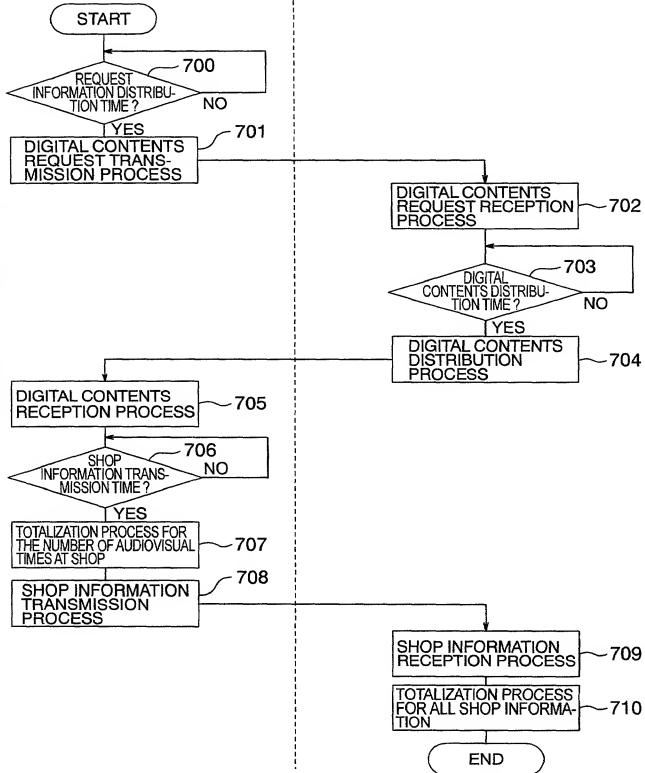 START
700
REQUEST
INFORMATION DISTRIBU-
TION TIME ?
NO
YES
701
DIGITAL CONTENTS
REQUEST TRANS-
MISSION PROCESS
DIGITAL CONTENTS
REQUEST RECEPTION
PROCESS
702
703
DIGITAL
CONTENTS DISTRIBU-
TION TIME ?
NO
YES
DIGITAL CONTENTS
DISTRIBUTION
PROCESS
704
DIGITAL CONTENTS
RECEPTION PROCESS
705
706
SHOP
INFORMATION TRANS-
MISSION TIME ?
NO
YES
TOTALIZATION PROCESS FOR
THE NUMBER OF AUDIOVISUAL
TIMES AT SHOP
707
708
SHOP INFORMATION
TRANSMISSION
PROCESS
SHOP INFORMATION
RECEPTION PROCESS
709
TOTALIZATION PROCESS
FOR ALL SHOP INFORMA-
TION
710
END